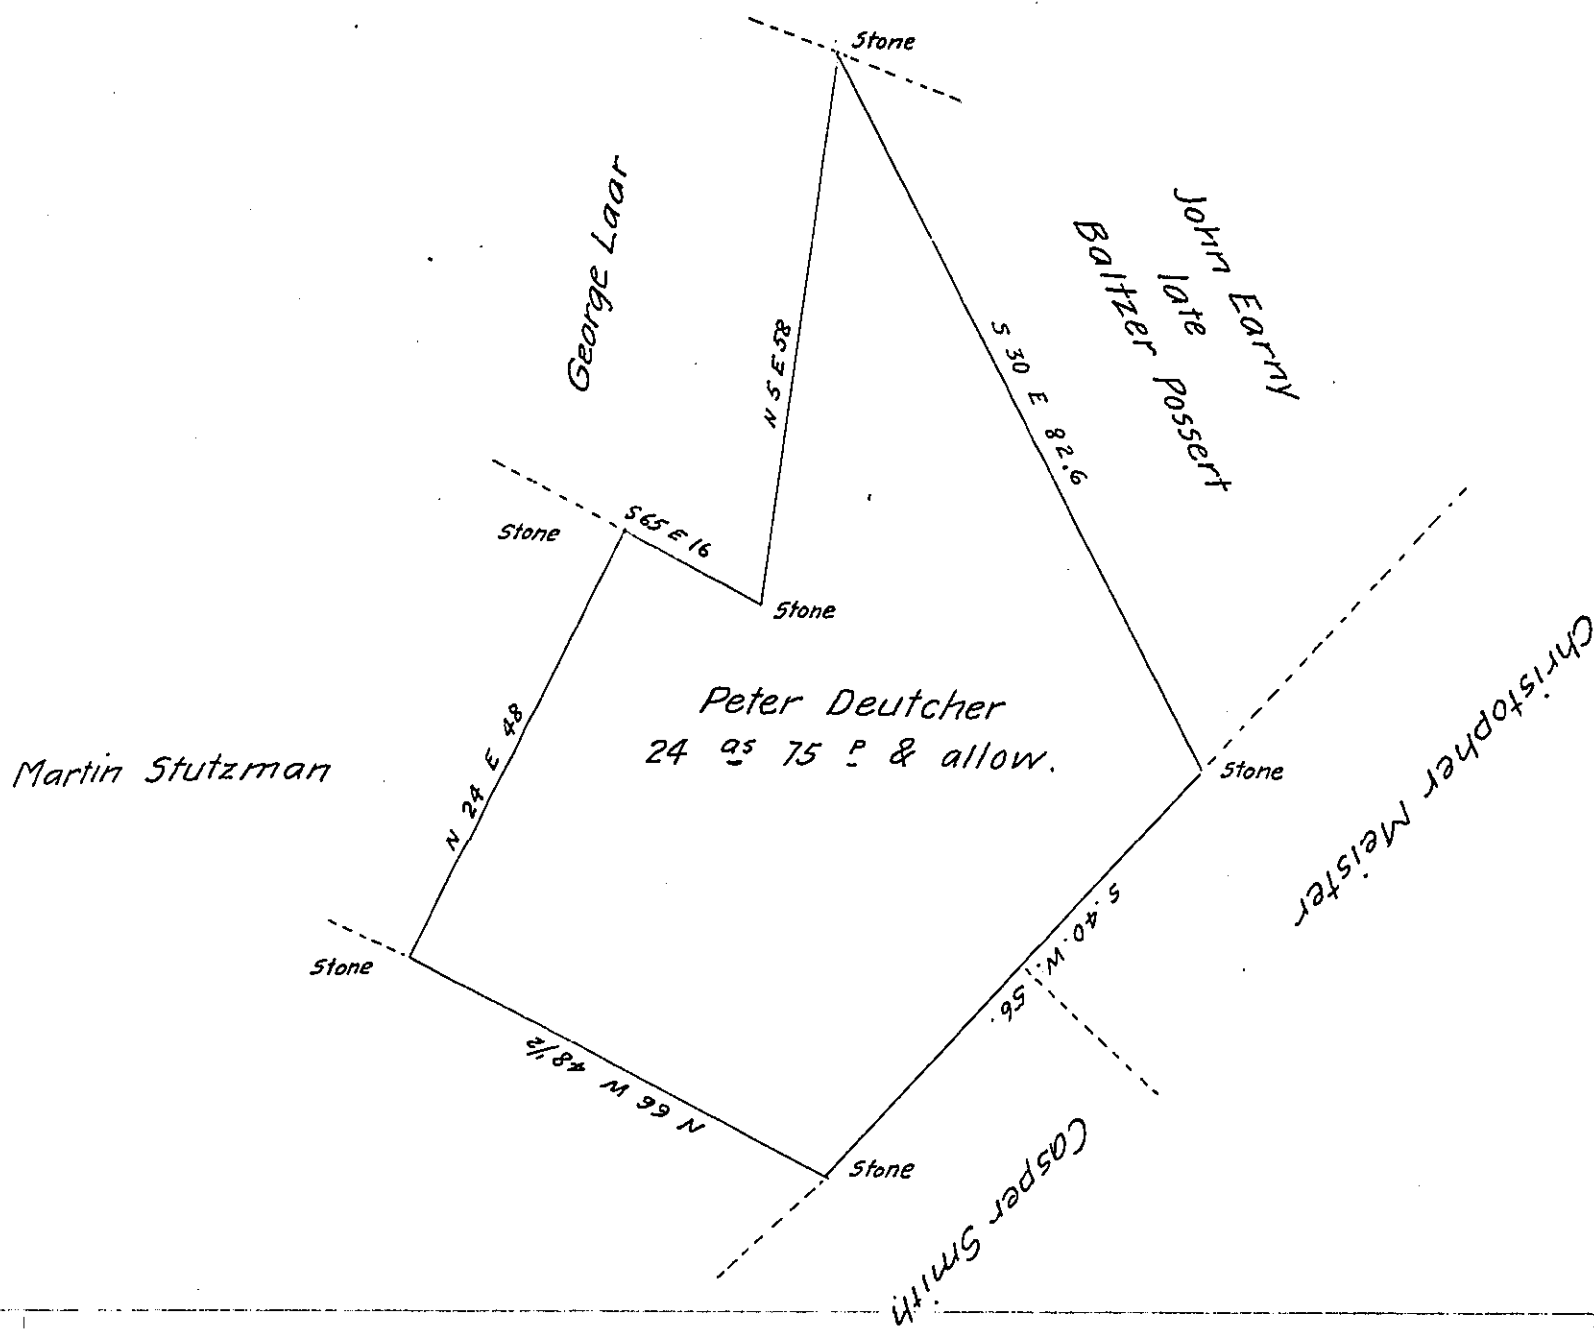 Stone
George Laar
John Earny
late
Baltzer Possert
N 5 E 58
S 30 E 82.6
Stone
S 65 E 16
Stone
Peter Deutcher
24 as 75 P & allow.
N 24 E 48
Martin Stutzman
Stone
Christopher Meister
S. 40. W. 56.
Stone
N 66 W 48 1/2
Stone
Casper Smith